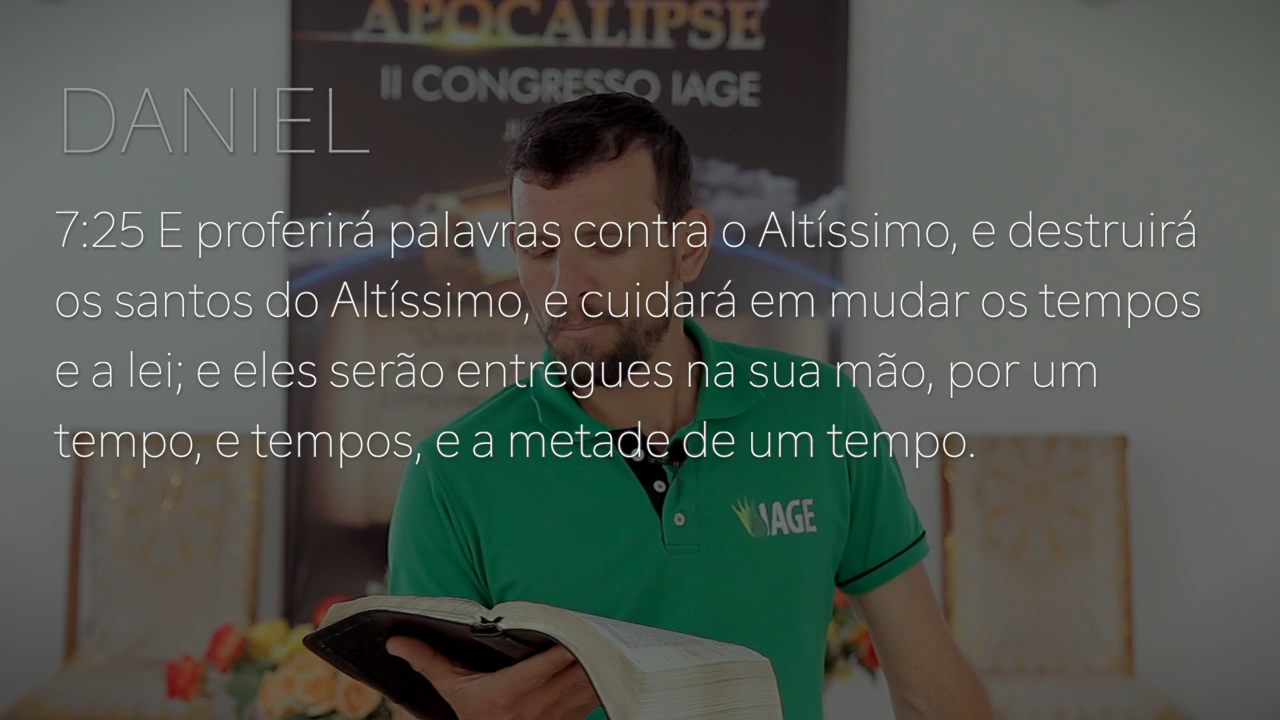 APOCALIPSE
II CONGRESSO IAGE
DANIEL
7:25 E proferirá palavras contra o Altíssimo, e destruirá
os santos do Altíssimo, e cuidará em mudar os tempos
e a lei; e eles serão entregues na sua mão, por um
tempo, e tempos, e a metade de um tempo.
IAGE